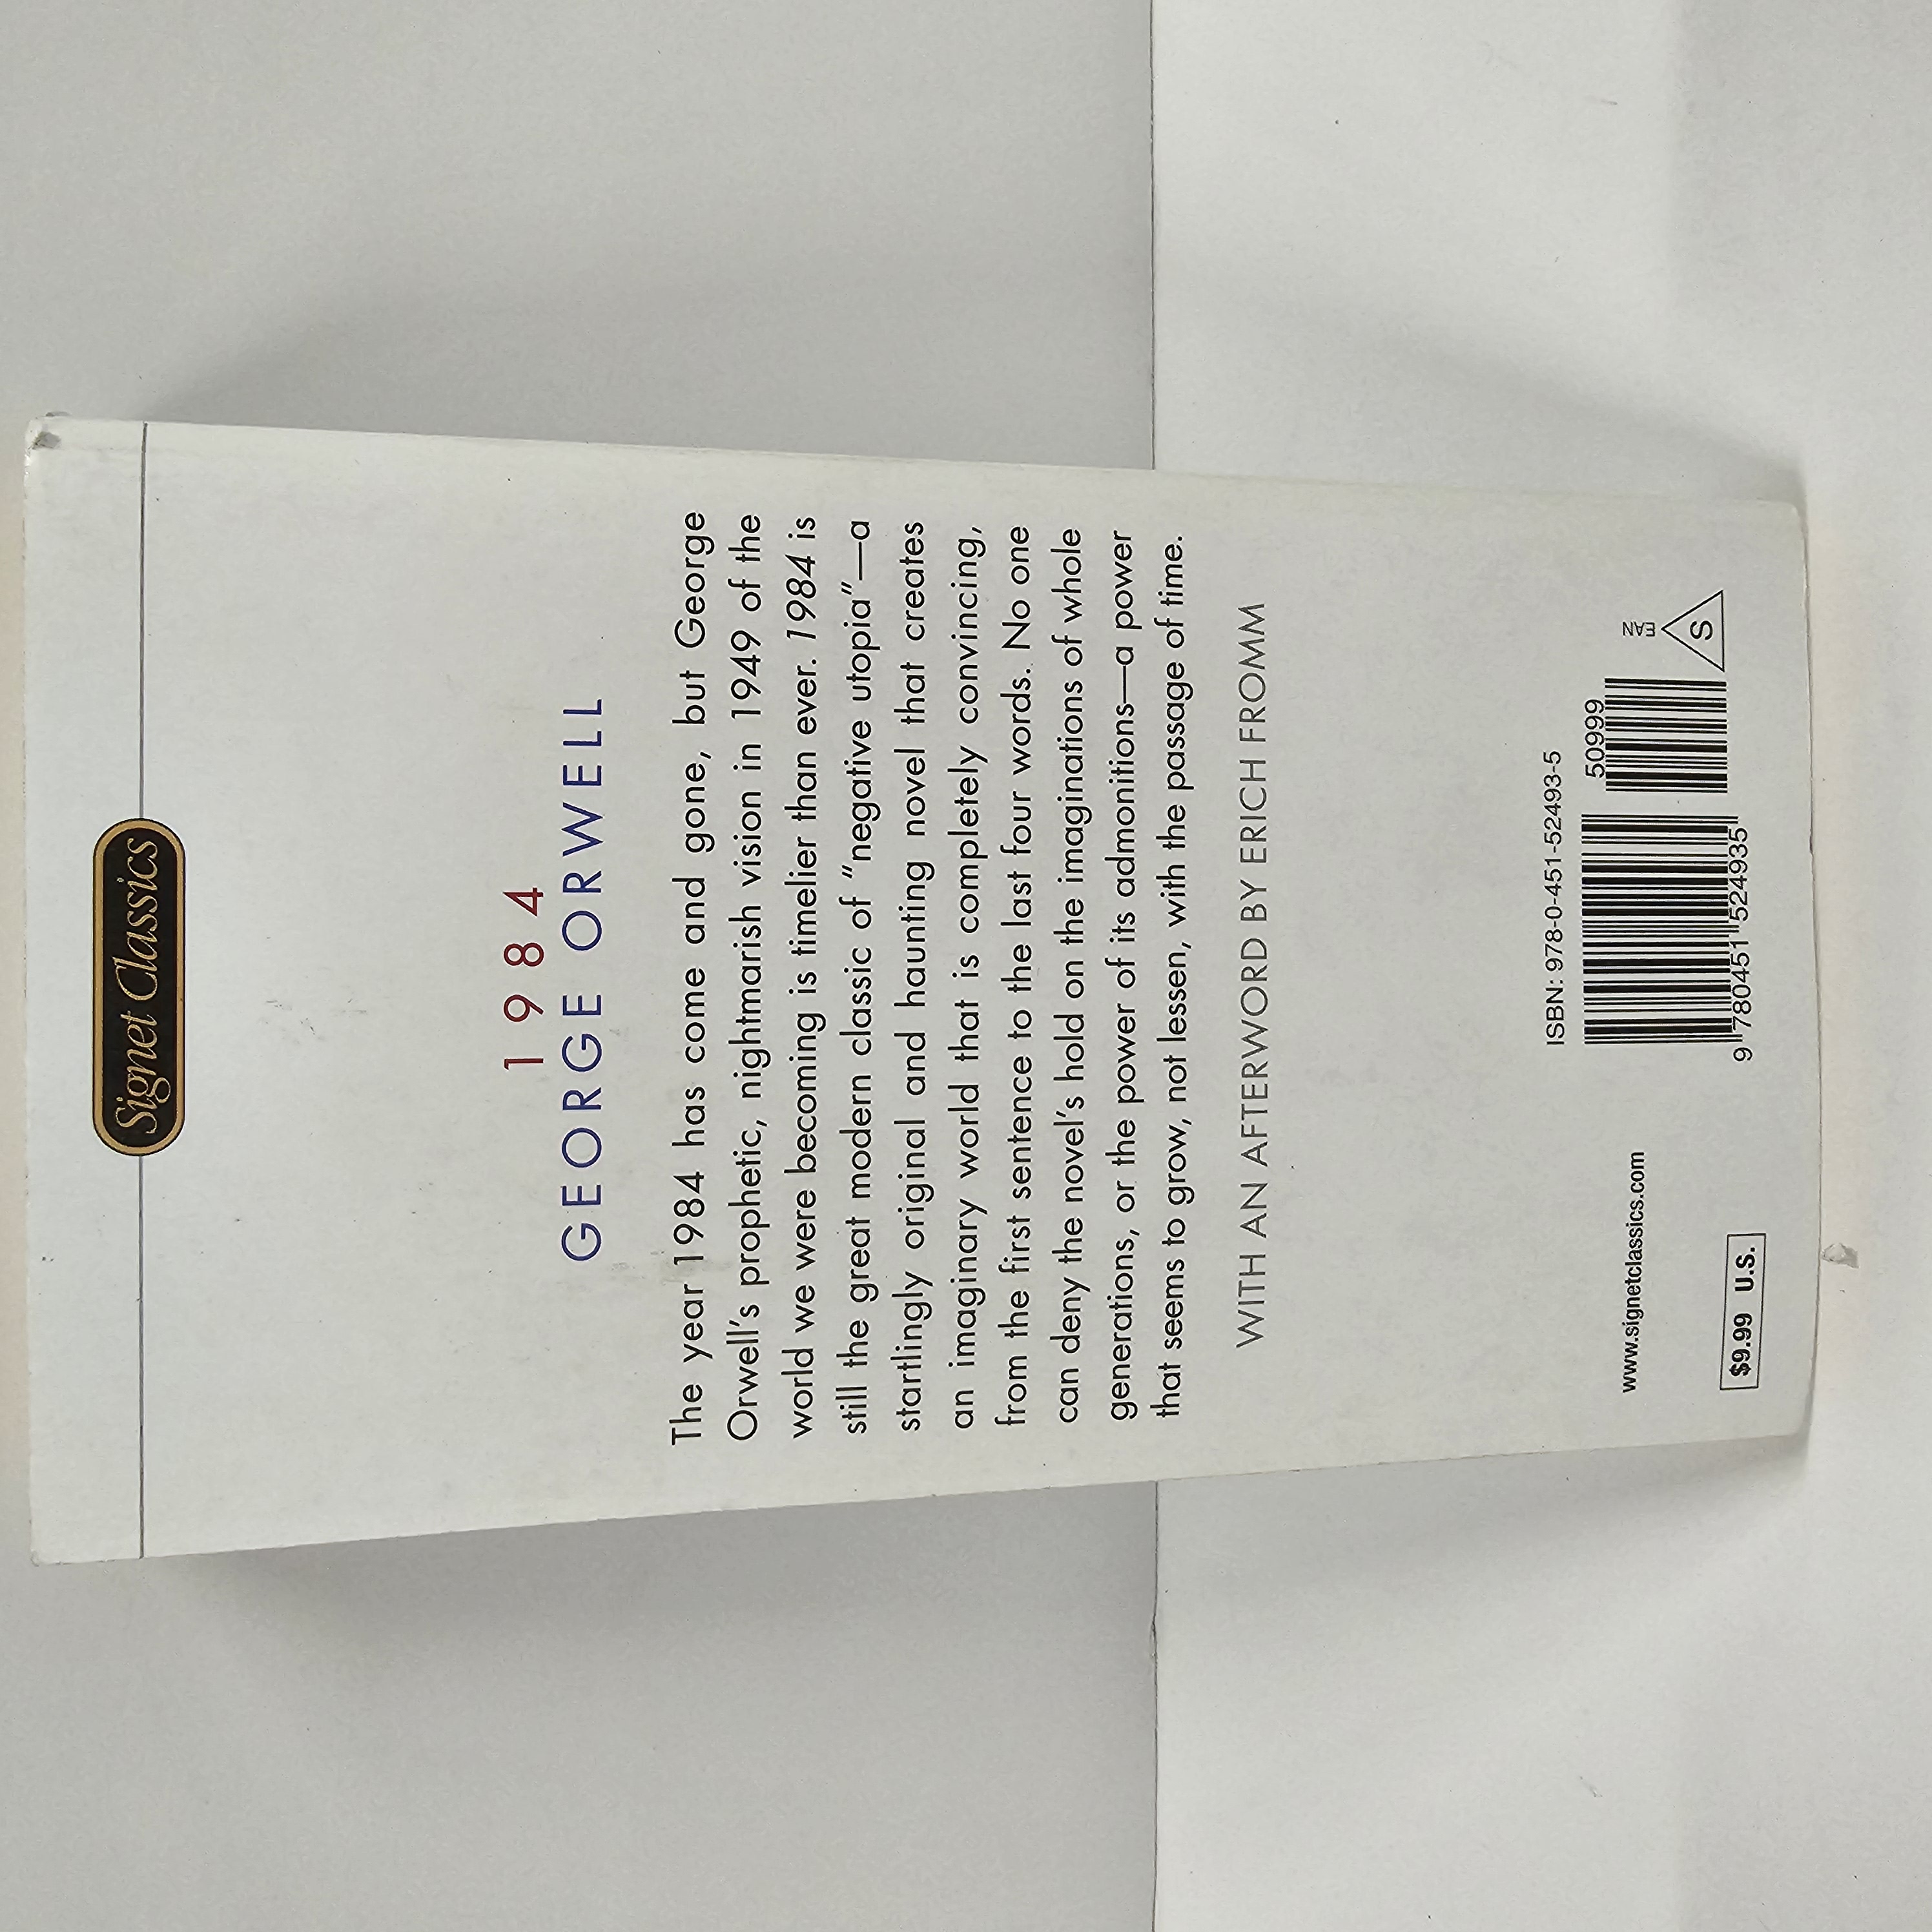 Signet Classics
1984
GEORGE ORWELL
The year 1984 has come and gone, but George
Orwell's prophetic, nightmarish vision in 1949 of the
world we were becoming is timelier than ever. 1984 is
still the great modern classic of “negative utopia”—a
startlingly original and haunting novel that creates
an imaginary world that is completely convincing,
from the first sentence to the last four words. No one
can deny the novel's hold on the imaginations of whole
generations, or the power of its admonitions—a power
that seems to grow, not lessen, with the passage of time.
WITH AN AFTERWORD BY ERICH FROMM
ISBN: 978-0-451-52493-5
50999
EAN
S
www.signetclassics.com
9 780451 524935
$9.99 U.S.